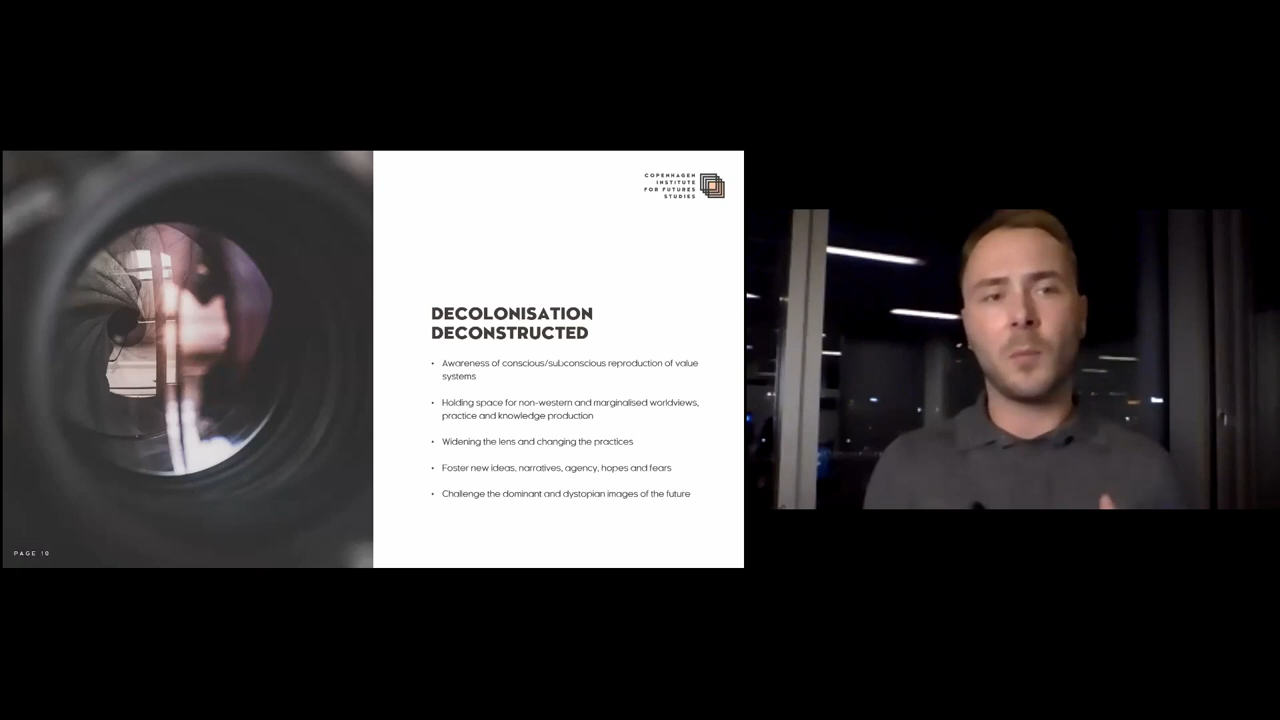 COPENHAGEN
INSTITUTE
FOR FUTURES
STUDIES
DECOLONISATION
DECONSTRUCTED
• Awareness of conscious/subconscious reproduction of value
systems
• Holding space for non-western and marginalised worldviews,
practice and knowledge production
• Widening the lens and changing the practices
• Foster new ideas, narratives, agency, hopes and fears
• Challenge the dominant and dystopian images of the future
PAGE 10